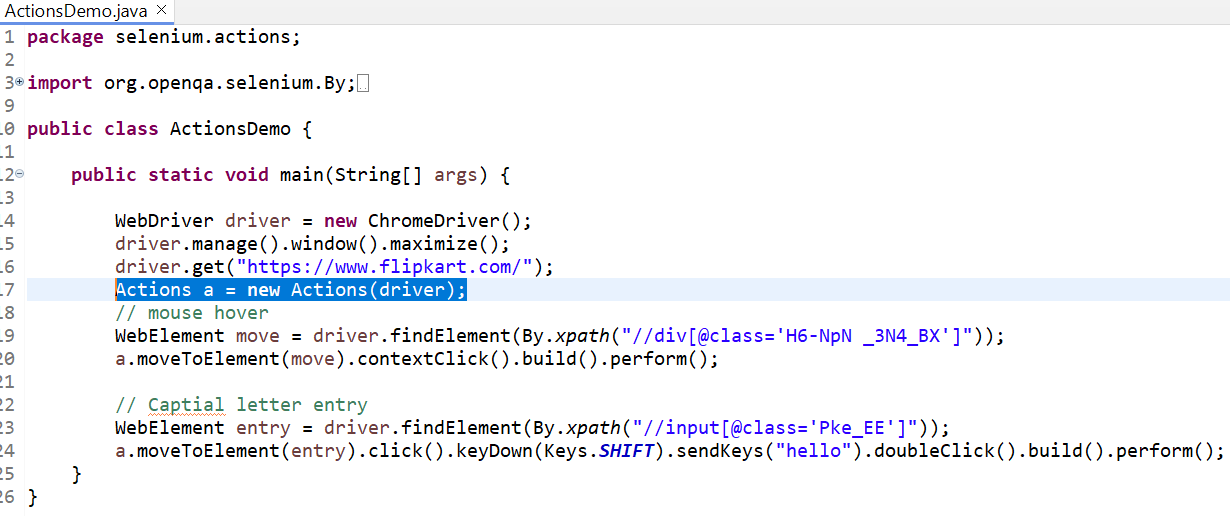 ActionsDemo.java
1 package selenium.actions;
2
3 import org.openqa.selenium.By;
9
10 public class ActionsDemo {
11
12 public static void main(String[] args) {
13
14 WebDriver driver = new ChromeDriver();
15 driver.manage().window().maximize();
16 driver.get("https://www.flipkart.com/");
17 Actions a = new Actions(driver);
18 // mouse hover
19 WebElement move = driver.findElement(By.xpath("//div[@class='H6-NpN _3N4_BX']"));
20 a.moveToElement(move).contextClick().build().perform();
21
22 // Captial letter entry
23 WebElement entry = driver.findElement(By.xpath("//input[@class='Pke_EE']"));
24 a.moveToElement(entry).click().keyDown(Keys.SHIFT).sendKeys("hello").doubleClick().build().perform();
25 }
26 }